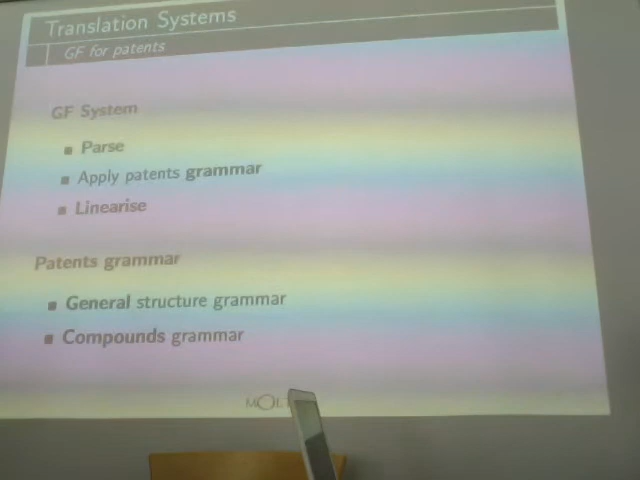 Translation Systems
GF for patents
GF System
Parse
Apply patents grammar
Linearise
Patents grammar
General structure grammar
Compounds grammar